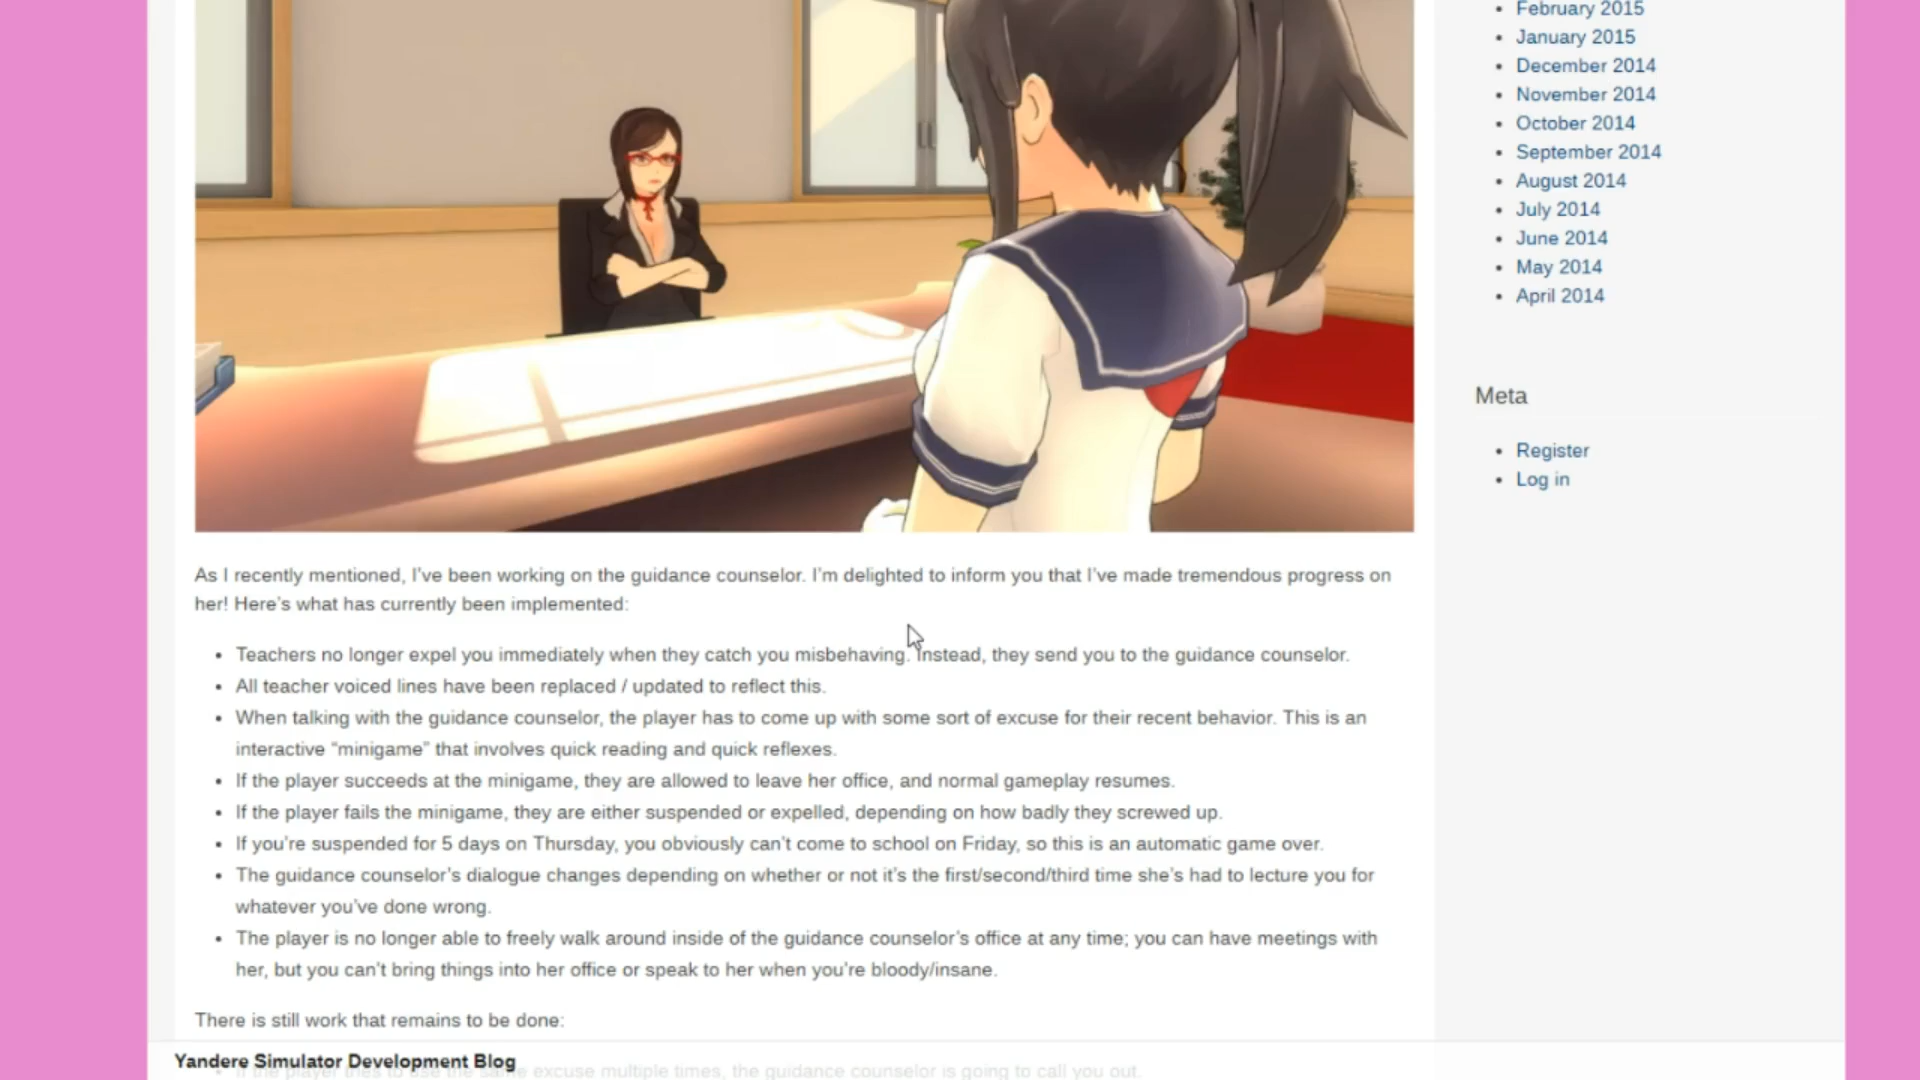 February 2015
January 2015
December 2014
November 2014
October 2014
September 2014
August 2014
July 2014
June 2014
May 2014
April 2014
Meta
Register
Log in
As I recently mentioned, I’ve been working on the guidance counselor. I’m delighted to inform you that I’ve made tremendous progress on
her! Here’s what has currently been implemented:
Teachers no longer expel you immediately when they catch you misbehaving. Instead, they send you to the guidance counselor.
All teacher voiced lines have been replaced / updated to reflect this.
When talking with the guidance counselor, the player has to come up with some sort of excuse for their recent behavior. This is an
interactive “minigame” that involves quick reading and quick reflexes.
If the player succeeds at the minigame, they are allowed to leave her office, and normal gameplay resumes.
If the player fails the minigame, they are either suspended or expelled, depending on how badly they screwed up.
If you’re suspended for 5 days on Thursday, you obviously can’t come to school on Friday, so this is an automatic game over.
The guidance counselor’s dialogue changes depending on whether or not it’s the first/second/third time she’s had to lecture you for
whatever you’ve done wrong.
The player is no longer able to freely walk around inside of the guidance counselor’s office at any time; you can have meetings with
her, but you can’t bring things into her office or speak to her when you’re bloody/insane.
There is still work that remains to be done:
Yandere Simulator Development Blog
If the player tries to use the same excuse multiple times, the guidance counselor is going to call you out.